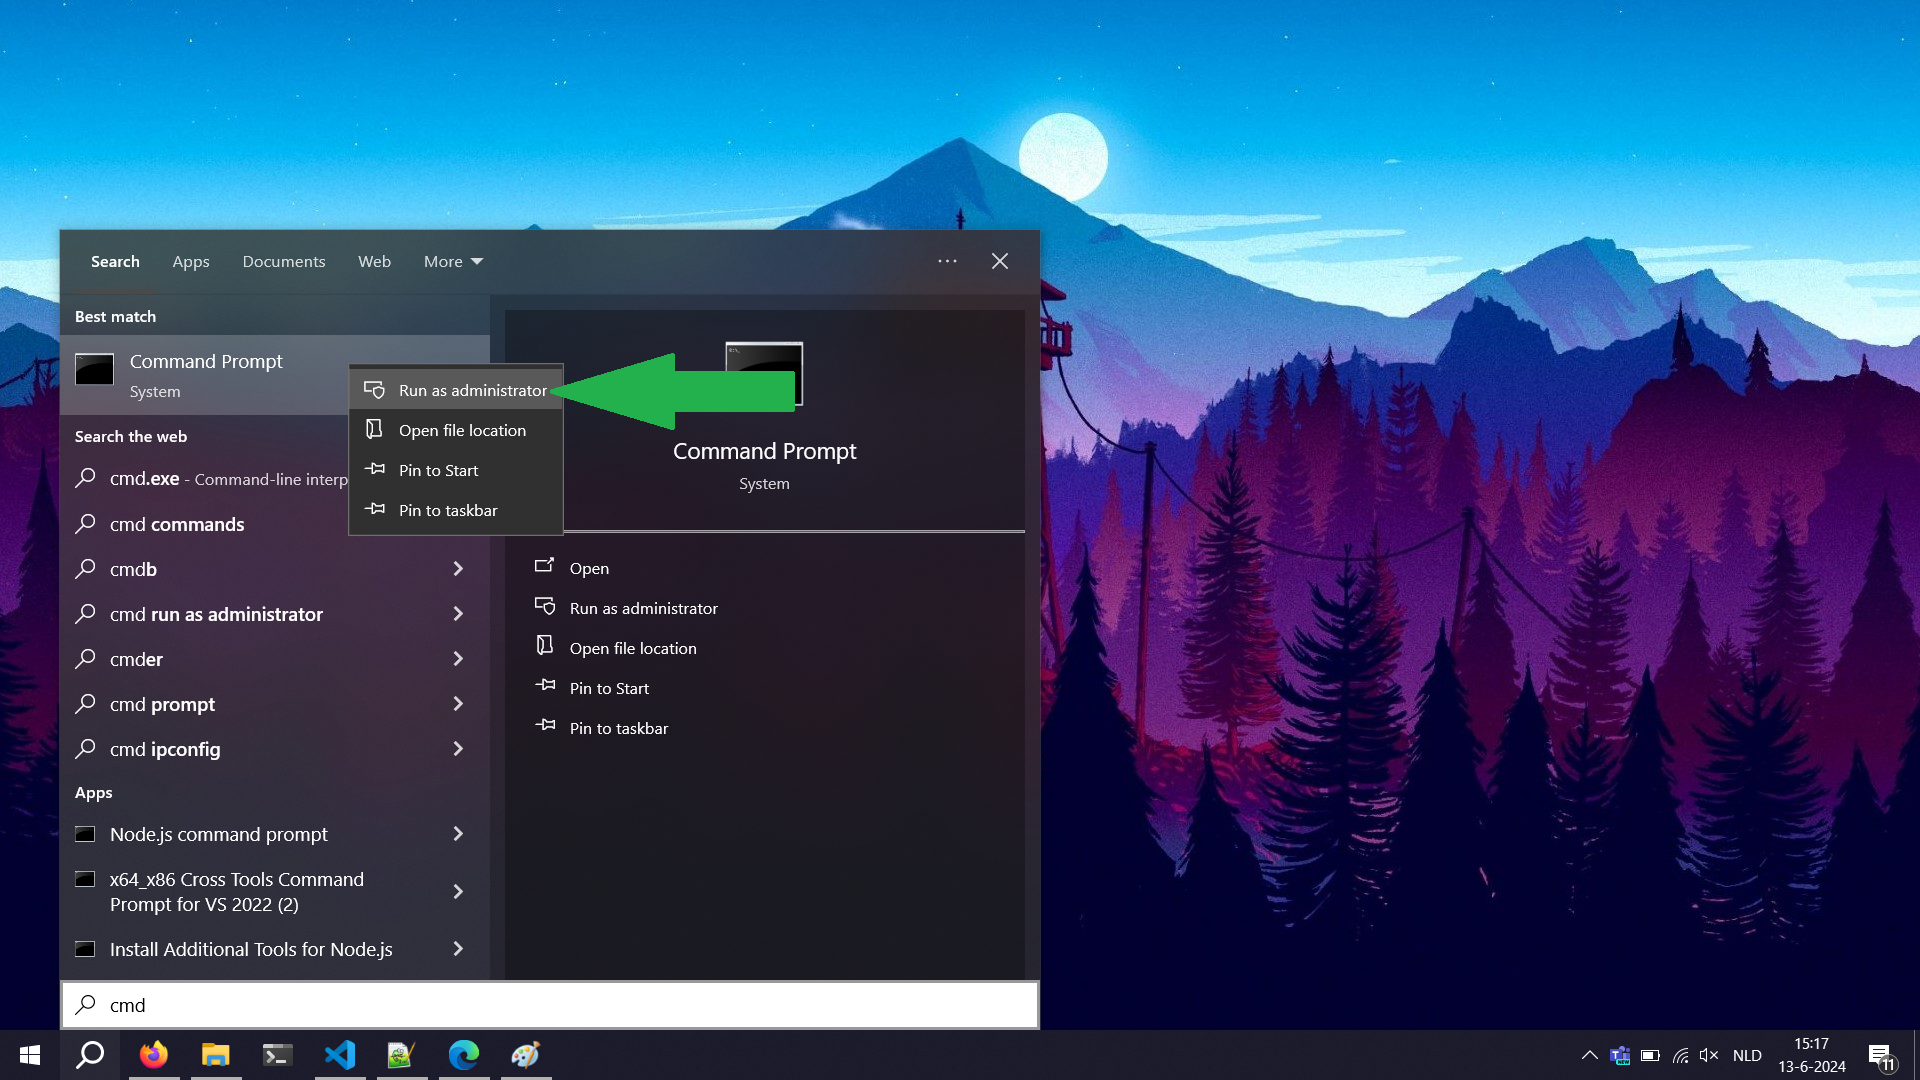 Search Apps Documents Web More
Best match
Command Prompt
System
Search the web
cmd.exe - Command-line interp
cmd commands
cmdb
cmd run as administrator
cmder
cmd prompt
cmd ipconfig
Apps
Node.js command prompt
x64_x86 Cross Tools Command
Prompt for VS 2022 (2)
Install Additional Tools for Node.js
Run as administrator
Open file location
Pin to Start
Pin to taskbar
Command Prompt
System
Open
Run as administrator
Open file location
Pin to Start
Pin to taskbar
cmd
NLD
15:17
13-6-2024
11